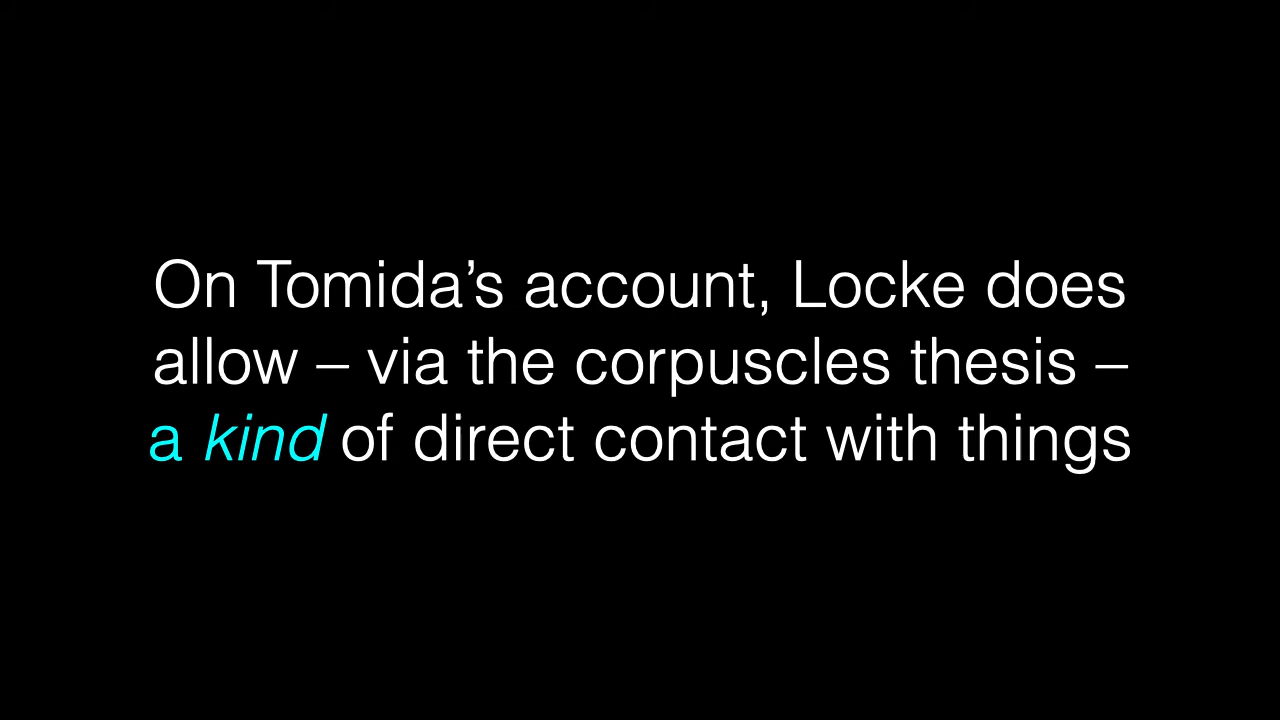 On Tomida’s account, Locke does
allow – via the corpuscles thesis –
a kind of direct contact with things